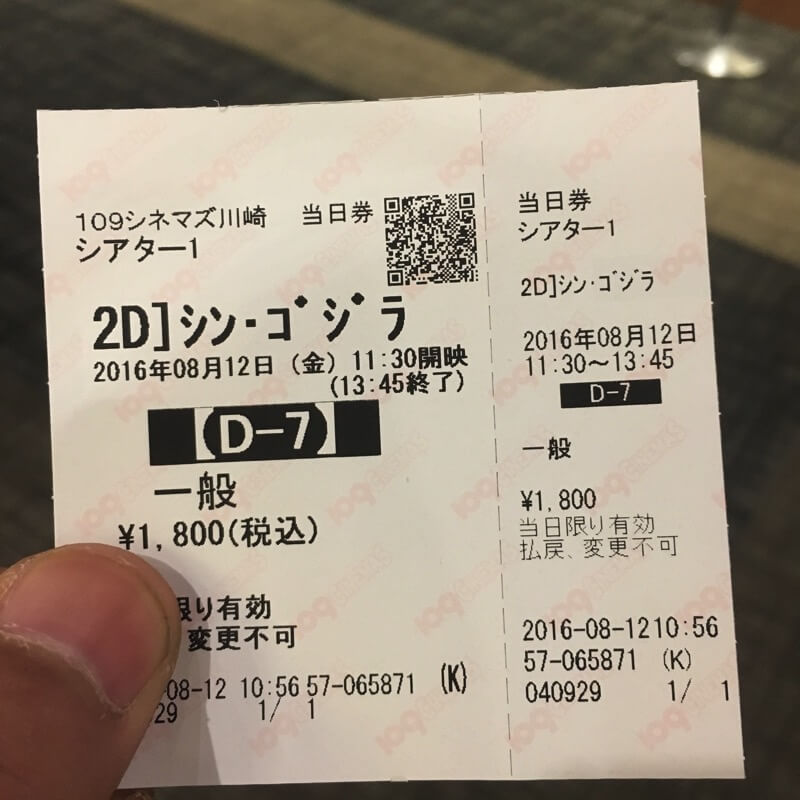 109シネマズ川崎 当日券
シアター1
2D]シン・ゴジラ
2016年08月12日 (金) 11:30開映
(13:45終了)
【D-7】
一般
¥1,800(税込)
限り有効
変更不可
-08-12 10:56 57-065871 (K)
29 1/ 1
当日券
シアター1
2D]シン・ゴジラ
2016年08月12日
11:30～13:45
D-7
一般
¥1,800
当日限り有効
払戻、変更不可
2016-08-12 10:56
57-065871 (K)
040929 1/ 1